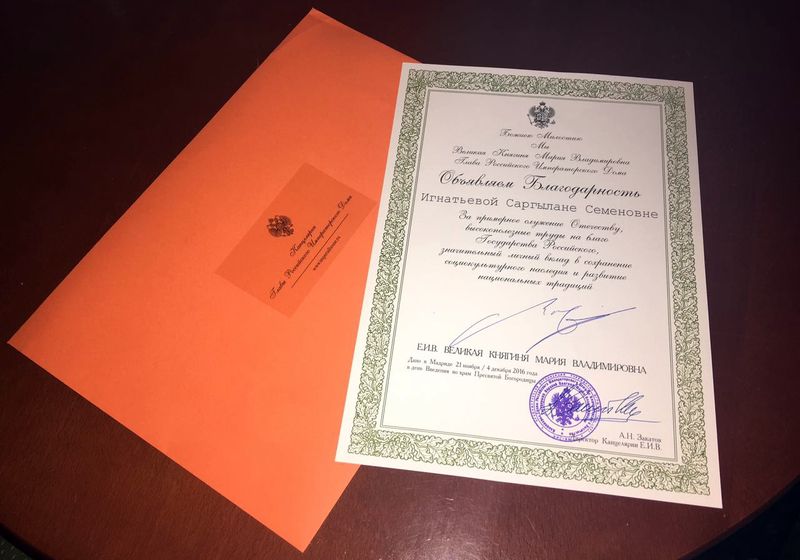 Канцелярия
Главы Российского Императорского Дома
www.imperialhouse.ru
Божиею Милостию
Мы
Великая Княгиня Мария Владимировна
Глава Российского Императорского Дома
Объявляем Благодарность
Игнатьевой Саргылане Семеновне
За примерное служение Отечеству,
высокополезные труды на благо
Государства Российского,
значительный личный вклад в сохранение
социокультурного наследия и развитие
национальных традиций
Е.И.В. ВЕЛИКАЯ КНЯГИНЯ МАРИЯ ВЛАДИМИРОВНА
Дано в Мадриде 21 ноября / 4 декабря 2016 года
в день Введения во храм Пресвятой Богородицы
А.Н. Закатов
Директор Канцелярии Е.И.В.